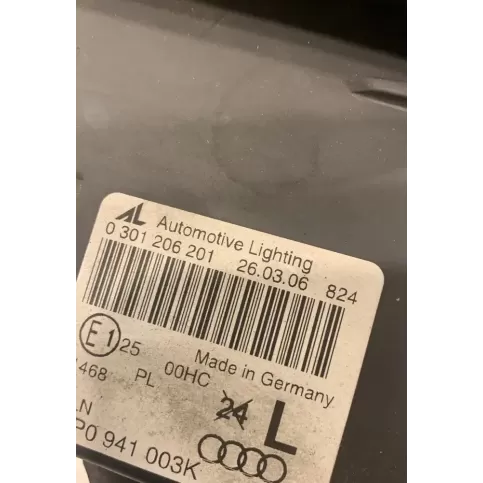 AL Automotive Lighting
0 301 206 201 26.03.06 824
E1 25 00HC Made in Germany
468 PL 24 L
LN
P0 941 003K